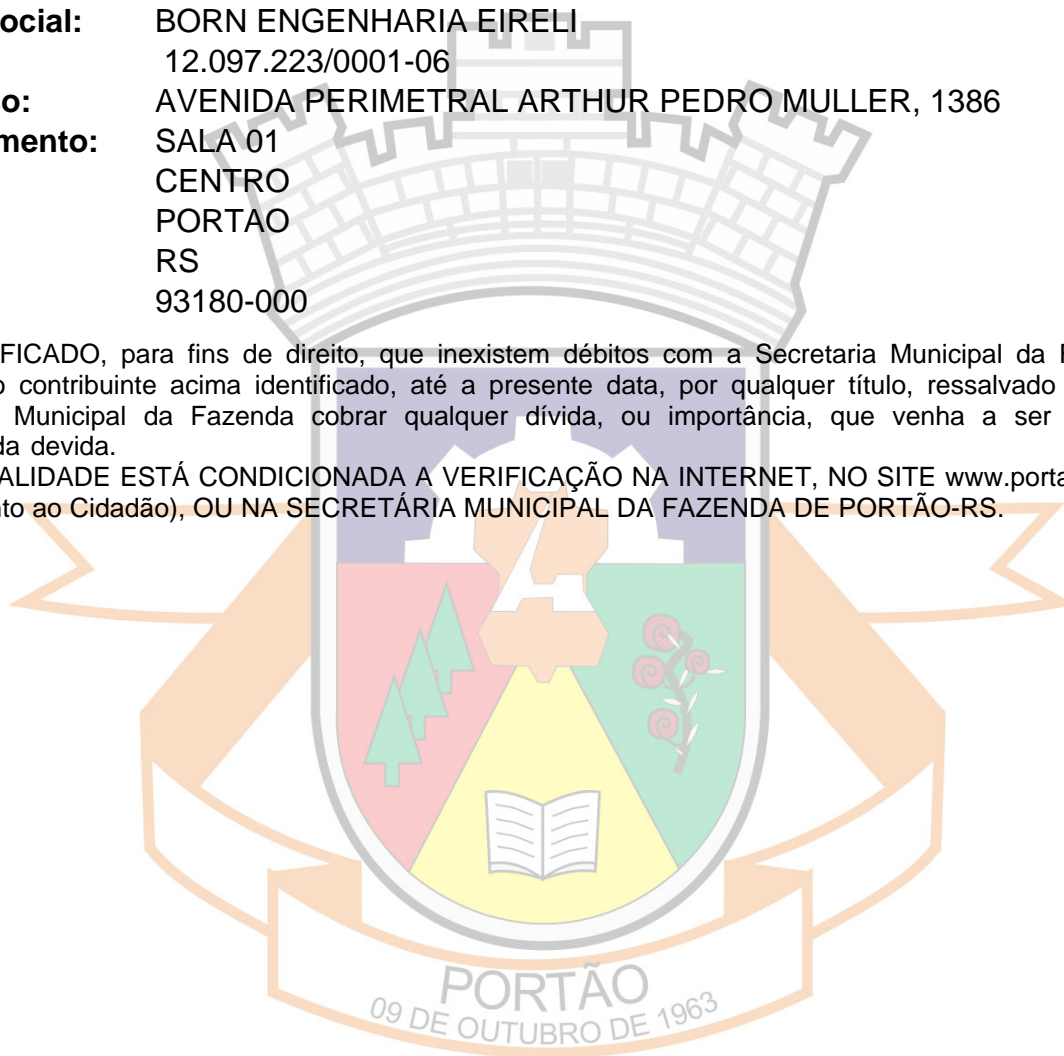 ocial: BORN ENGENHARIA EIRELI
12.097.223/0001-06
o: AVENIDA PERIMETRAL ARTHUR PEDRO MULLER, 1386
mento: SALA 01
CENTRO
PORTAO
RS
93180-000
FICADO, para fins de direito, que inexistem débitos com a Secretaria Municipal da
o contribuinte acima identificado, até a presente data, por qualquer título, ressalvado
Municipal da Fazenda cobrar qualquer dívida, ou importância, que venha a ser
da devida.
ALIDADE ESTÁ CONDICIONADA A VERIFICAÇÃO NA INTERNET, NO SITE www.porta
nto ao Cidadão), OU NA SECRETÁRIA MUNICIPAL DA FAZENDA DE PORTÃO-RS.
PORTÃO
09 DE OUTUBRO DE 1963